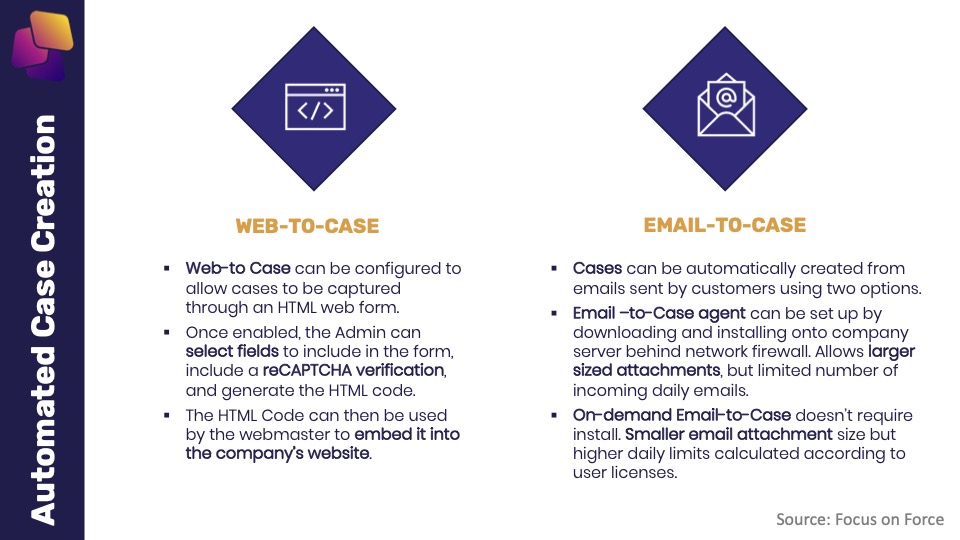 Automated Case Creation
</>
WEB-TO-CASE
▪ Web-to Case can be configured to
allow cases to be captured
through an HTML web form.
▪ Once enabled, the Admin can
select fields to include in the form,
include a reCAPTCHA verification,
and generate the HTML code.
▪ The HTML Code can then be used
by the webmaster to embed it into
the company's website.
@
EMAIL-TO-CASE
▪ Cases can be automatically created from
emails sent by customers using two options.
▪ Email –to-Case agent can be set up by
downloading and installing onto company
server behind network firewall. Allows larger
sized attachments, but limited number of
incoming daily emails.
▪ On-demand Email-to-Case doesn't require
install. Smaller email attachment size but
higher daily limits calculated according to
user licenses.
Source: Focus on Force